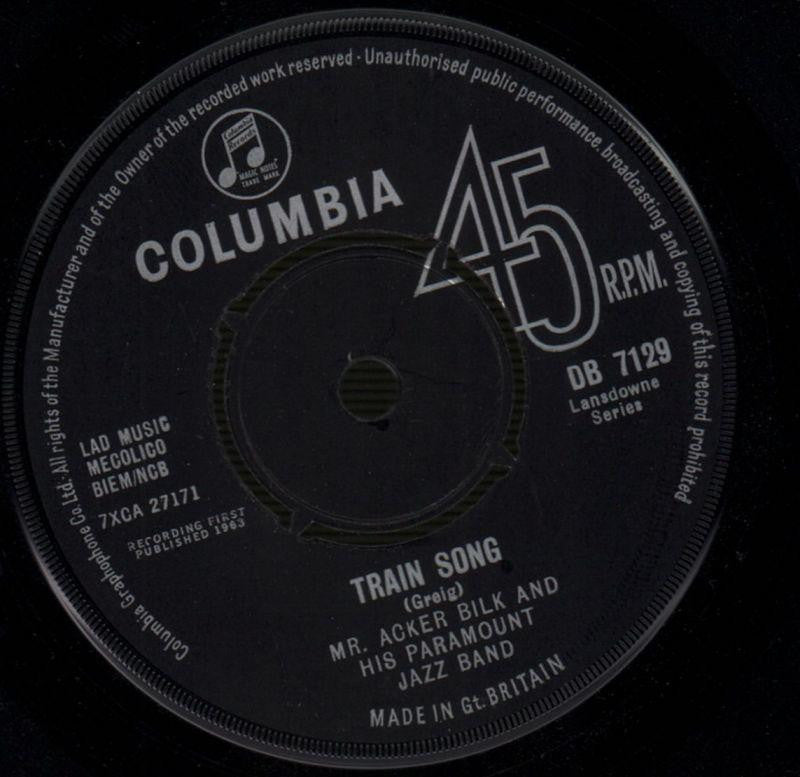 Columbia Graphophone Co. Ltd. · All rights of the Manufacturer and of the Owner of the recorded work reserved · Unauthorised public performance broadcasting and copying of this record prohibited
Columbia
Records
MAGIC NOTES
TRADE MARK
COLUMBIA
45
R.P.M.
DB 7129
Lansdowne
Series
LAD MUSIC
MECOLICO
BIEM/NCB
7XCA 27171
RECORDING FIRST
PUBLISHED 1963
TRAIN SONG
(Greig)
MR. ACKER BILK AND
HIS PARAMOUNT
JAZZ BAND
MADE IN Gt. BRITAIN